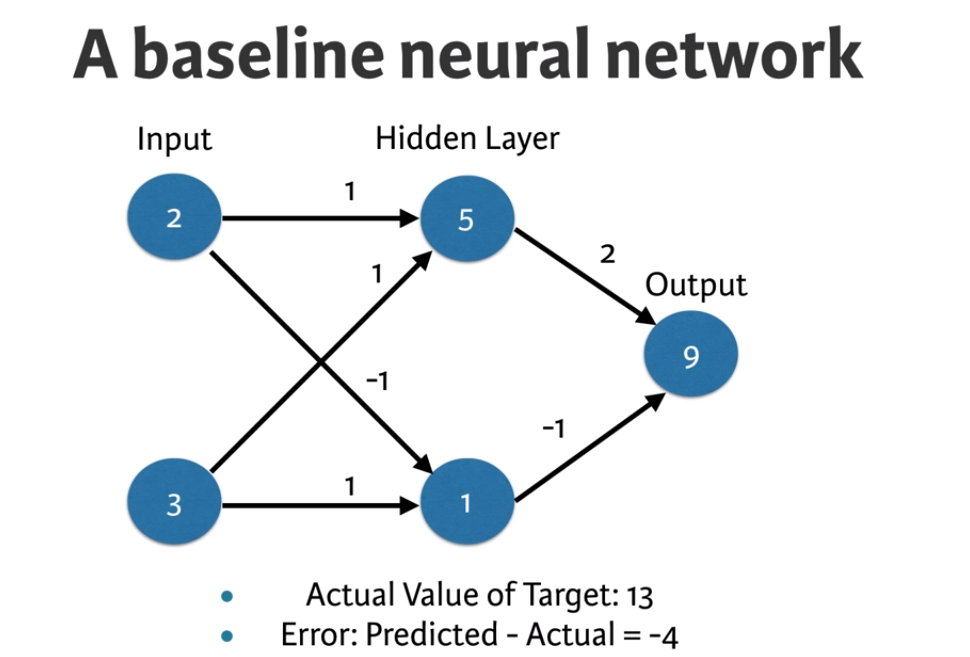 A baseline neural network
Input
Hidden Layer
2
1
5
1
2
Output
9
-1
-1
3
1
1
• Actual Value of Target: 13
• Error: Predicted - Actual = -4